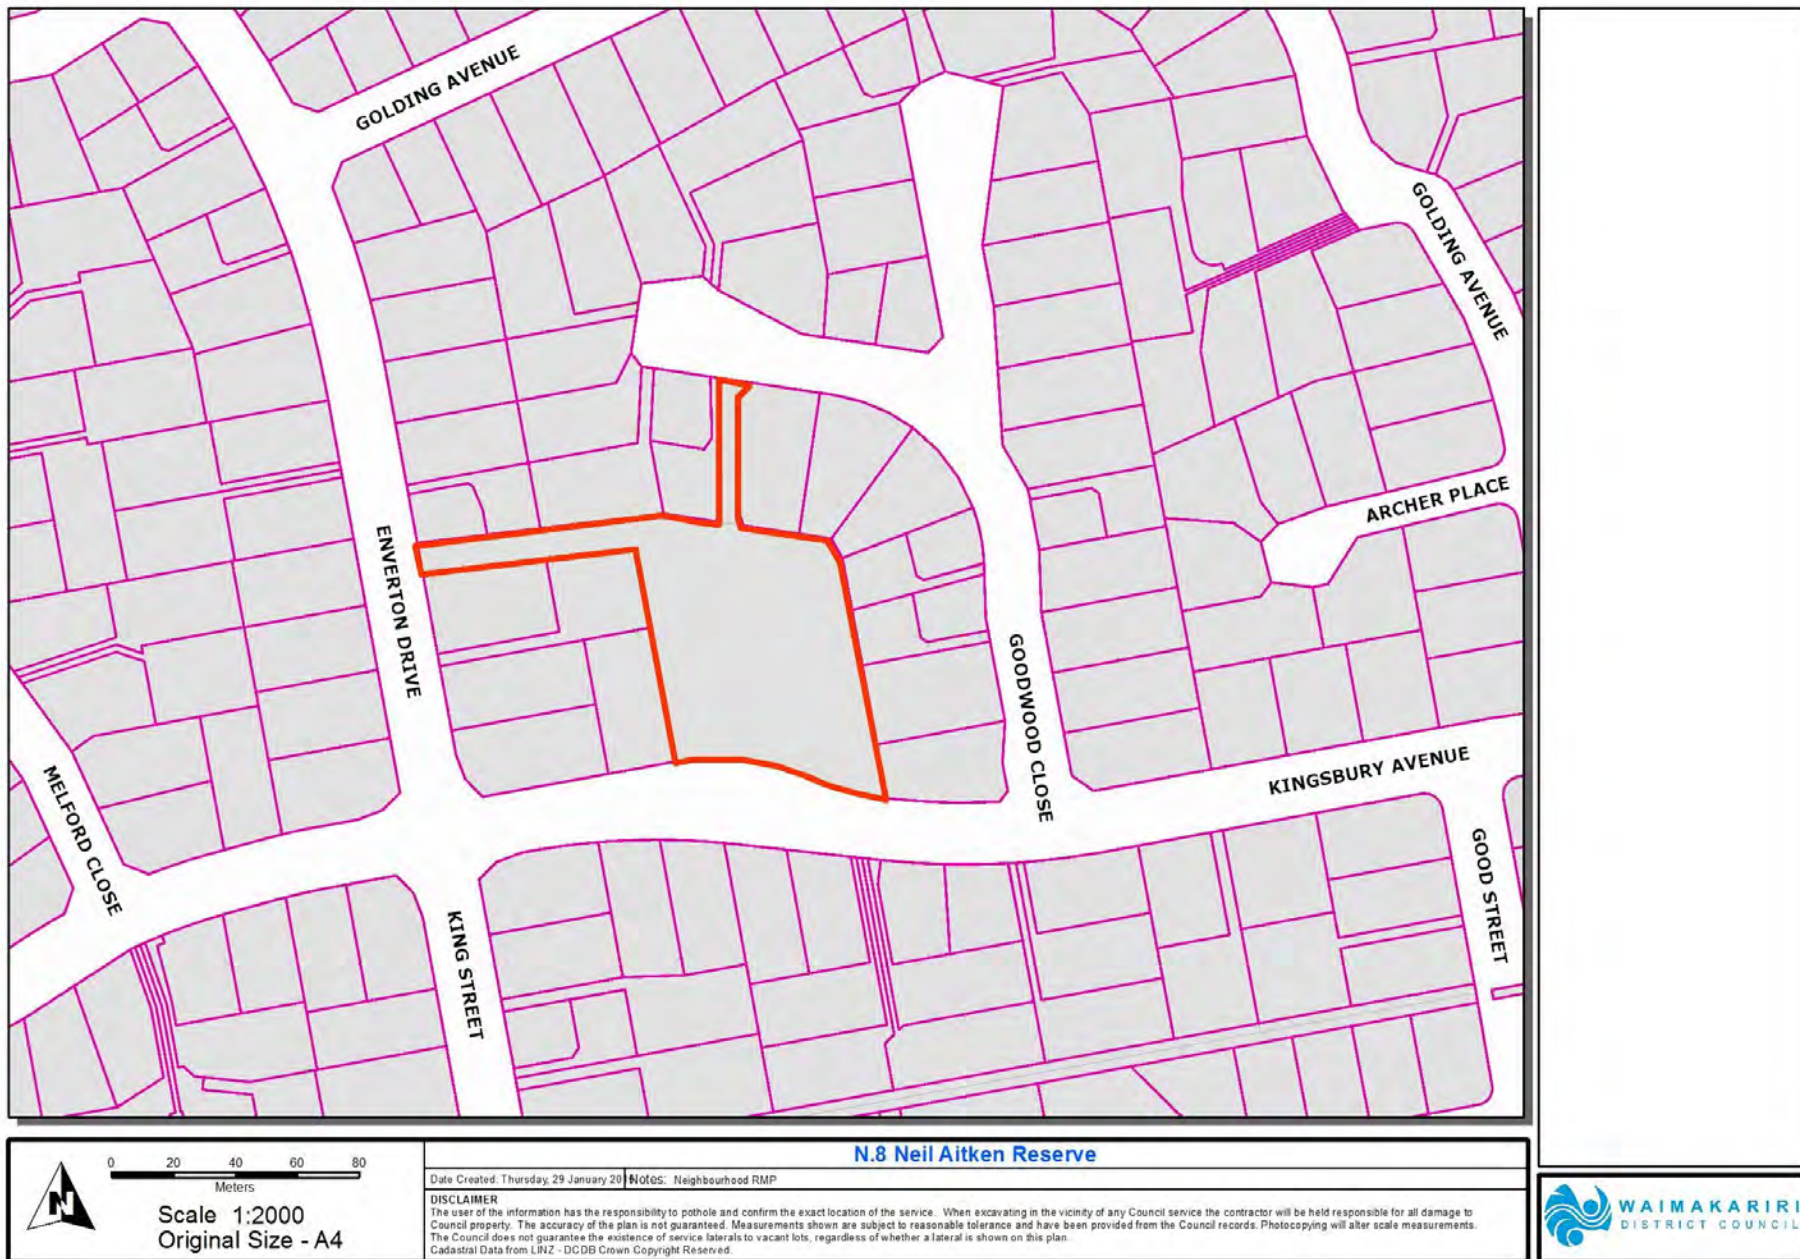 GOLDING AVENUE
GOLDING AVENUE
ARCHER PLACE
ENVERTON DRIVE
GOODWOOD CLOSE
KINGSBURY AVENUE
MELFORD CLOSE
GOOD STREET
KING STREET
N
0 20 40 60 80
Meters
Scale 1:2000
Original Size - A4
N.8 Neil Aitken Reserve
Date Created: Thursday, 29 January Notes: Neighbourhood RMP
DISCLAIMER
The user of the information has the responsibility to pothole and confirm the exact location of the service. When excavating in the vicinity of any Council service the contractor will be held responsible for all damage to
Council property. The accuracy of the plan is not guaranteed. Measurements shown are subject to reasonable tolerance and have been provided from the Council records. Photocopying will alter scale measurements.
The Council does not guarantee the existence of service laterals to vacant lots, regardless of whether a lateral is shown on this plan.
Cadastral Data from LINZ - DCDB Crown Copyright Reserved.
WAIMAKARIRI
DISTRICT COUNCIL